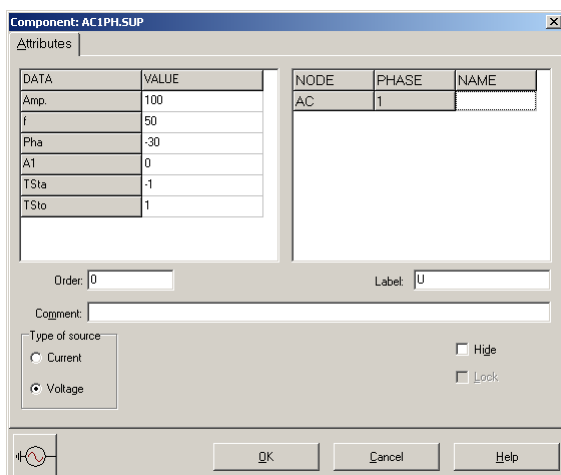 Component: AC1PH.SUP
Attributes
DATA VALUE
Amp. 100
f 50
Pha -30
A1 0
TSta -1
TSto 1
NODE PHASE NAME
AC 1
Order: 0
Label: U
Comment:
Type of source
Current
Voltage
Hide
Lock
OK
Cancel
Help